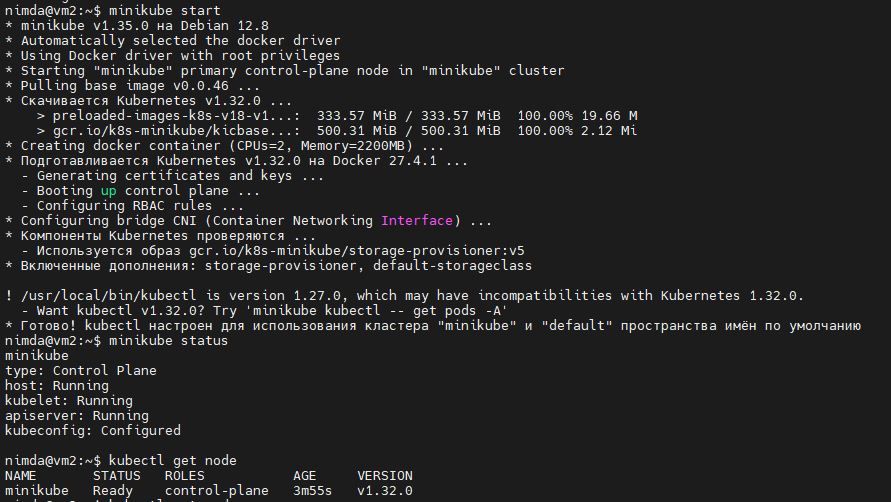 nimda@vm2:~$ minikube start
* minikube v1.35.0 на Debian 12.8
* Automatically selected the docker driver
* Using Docker driver with root privileges
* Starting "minikube" primary control-plane node in "minikube" cluster
* Pulling base image v0.0.46 ...
* Скачивается Kubernetes v1.32.0 ...
    > preloaded-images-k8s-v18-v1...:  333.57 MiB / 333.57 MiB  100.00% 19.66 M
    > gcr.io/k8s-minikube/kicbase...:  500.31 MiB / 500.31 MiB  100.00% 2.12 Mi
* Creating docker container (CPUs=2, Memory=2200MB) ...
* Подготавливается Kubernetes v1.32.0 на Docker 27.4.1 ...
  - Generating certificates and keys ...
  - Booting up control plane ...
  - Configuring RBAC rules ...
* Configuring bridge CNI (Container Networking Interface) ...
* Компоненты Kubernetes проверяются ...
  - Используется образ gcr.io/k8s-minikube/storage-provisioner:v5
* Включенные дополнения: storage-provisioner, default-storageclass
! /usr/local/bin/kubectl is version 1.27.0, which may have incompatibilities with Kubernetes 1.32.0.
  - Want kubectl v1.32.0? Try 'minikube kubectl -- get pods -A'
* Готово! kubectl настроен для использования кластера "minikube" и "default" пространства имён по умолчанию
nimda@vm2:~$ minikube status
minikube
type: Control Plane
host: Running
kubelet: Running
apiserver: Running
kubeconfig: Configured
nimda@vm2:~$ kubectl get node
NAME       STATUS   ROLES           AGE     VERSION
minikube   Ready    control-plane   3m55s   v1.32.0